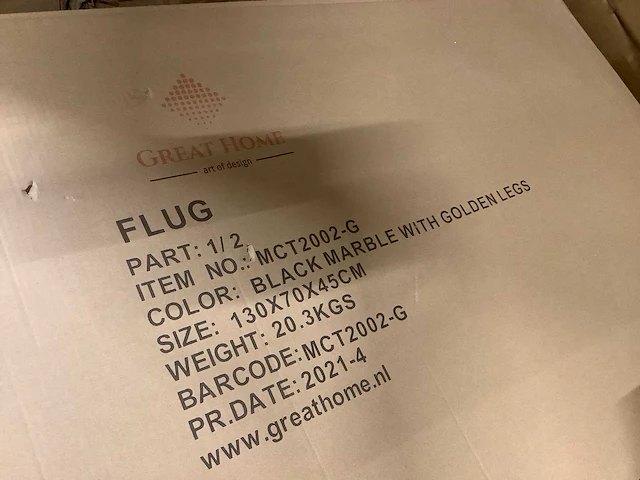 GREAT HOME
art of design
FLUG
PART: 1/ 2
ITEM NO.: MCT2002-G
COLOR: BLACK MARBLE WITH GOLDEN LEGS
SIZE: 130X70X45CM
WEIGHT: 20.3KGS
BARCODE:MCT2002-G
PR.DATE: 2021-4
www.greathome.nl